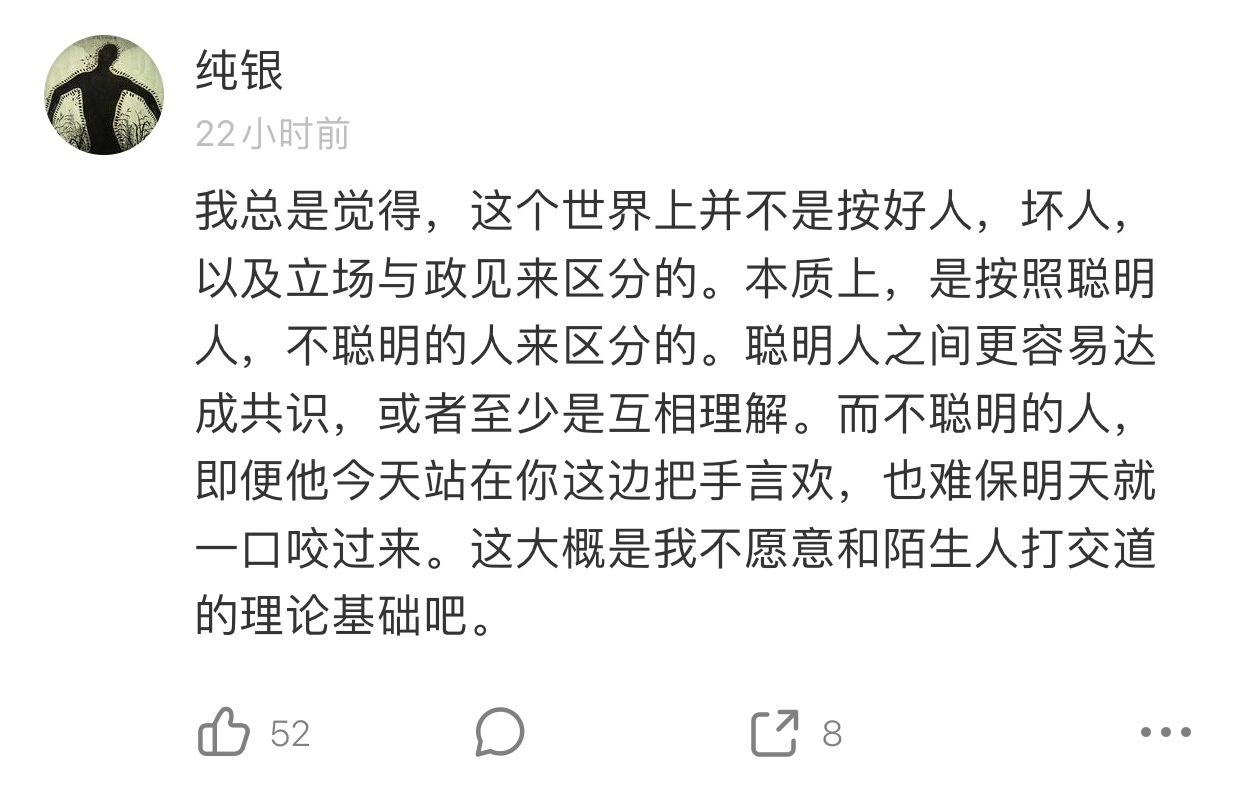 纯银
22小时前
我总是觉得，这个世界上并不是按好人，坏人，
以及立场与政见来区分的。本质上，是按照聪明
人，不聪明的人来区分的。聪明人之间更容易达
成共识，或者至少是互相理解。而不聪明的人，
即便他今天站在你这边把手言欢，也难保明天就
一口咬过来。这大概是我不愿意和陌生人打交道
的理论基础吧。
52 8